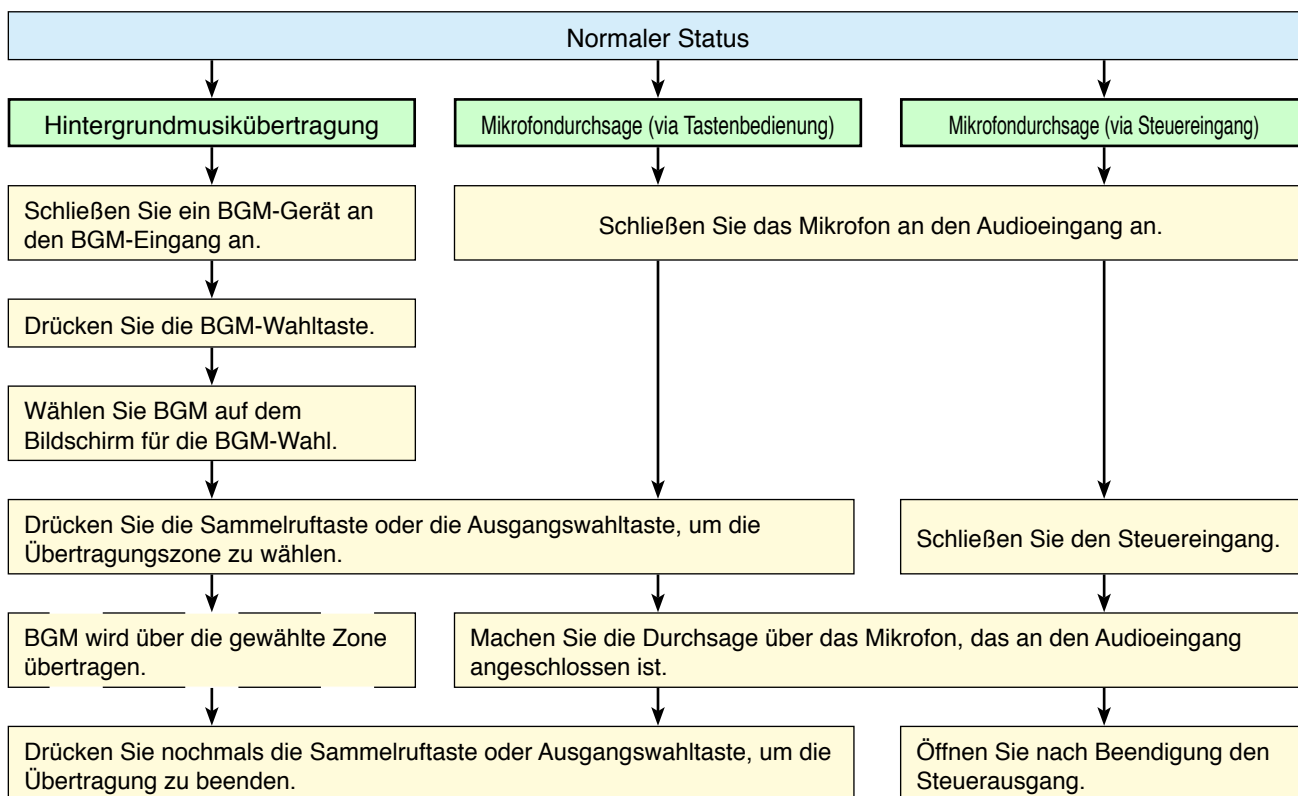 Normaler Status
Hintergrundmusikübertragung
Mikrofondurchsage (via Tastenbedienung)
Mikrofondurchsage (via Steuereingang)
Schließen Sie ein BGM-Gerät an
den BGM-Eingang an.
Schließen Sie das Mikrofon an den Audioeingang an.
Drücken Sie die BGM-Wahltaste.
Wählen Sie BGM auf dem
Bildschirm für die BGM-Wahl.
Drücken Sie die Sammelruftaste oder die Ausgangswahltaste, um die
Übertragungszone zu wählen.
Schließen Sie den Steuereingang.
BGM wird über die gewählte Zone
übertragen.
Machen Sie die Durchsage über das Mikrofon, das an den Audioeingang
angeschlossen ist.
Drücken Sie nochmals die Sammelruftaste oder Ausgangswahltaste, um die
Übertragung zu beenden.
Öffnen Sie nach Beendigung den
Steuerausgang.